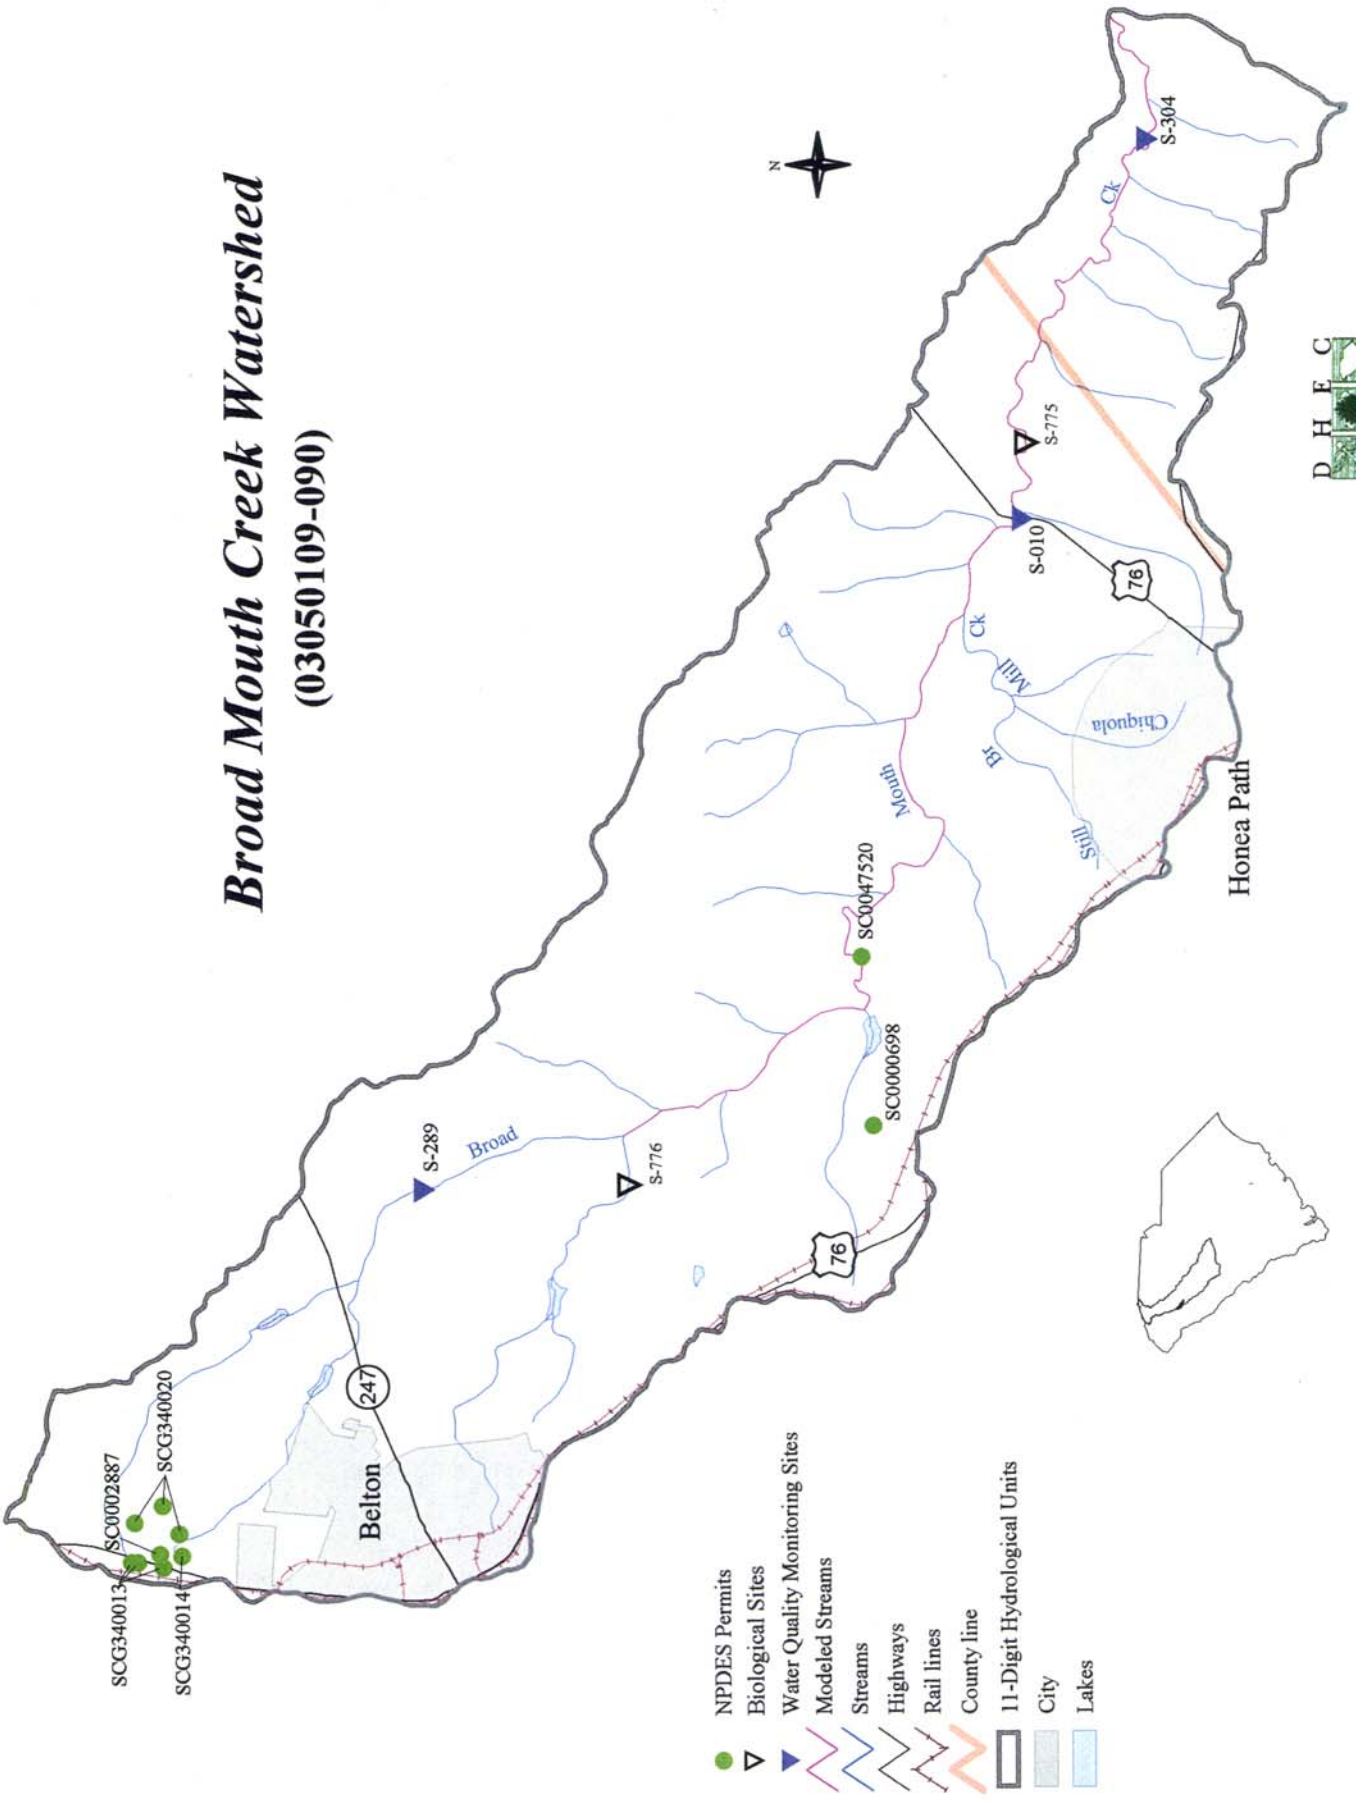 Broad Mouth Creek Watershed
(03050109-090)
N
SC0002887
SCG340020
SCG340013
SCG340014
Belton
247
S-289
Broad
S-776
76
SC0000698
SC0047520
Mouth
Still
Br
Chiquola
Mill
Ck
Honea Path
76
S-010
S-775
Ck
S-304
NPDES Permits
Biological Sites
Water Quality Monitoring Sites
Modeled Streams
Streams
Highways
Rail lines
County line
11-Digit Hydrological Units
City
Lakes
D H E C